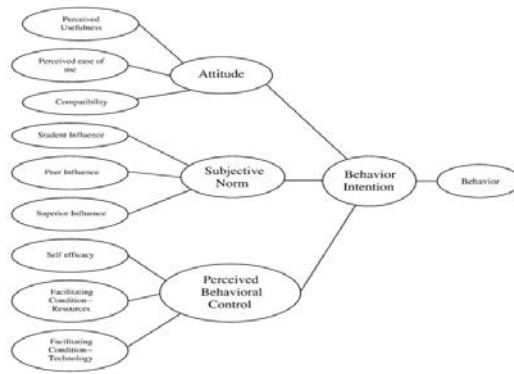 Perceived
Usefulness
Perceived ease of
use
Compatibility
Attitude
Student Influence
Peer Influence
Superior Influence
Subjective
Norm
Behavior
Intention
Behavior
Self efficacy
Facilitating
Condition--
Resources
Facilitating
Condition--
Technology
Perceived
Behavioral
Control